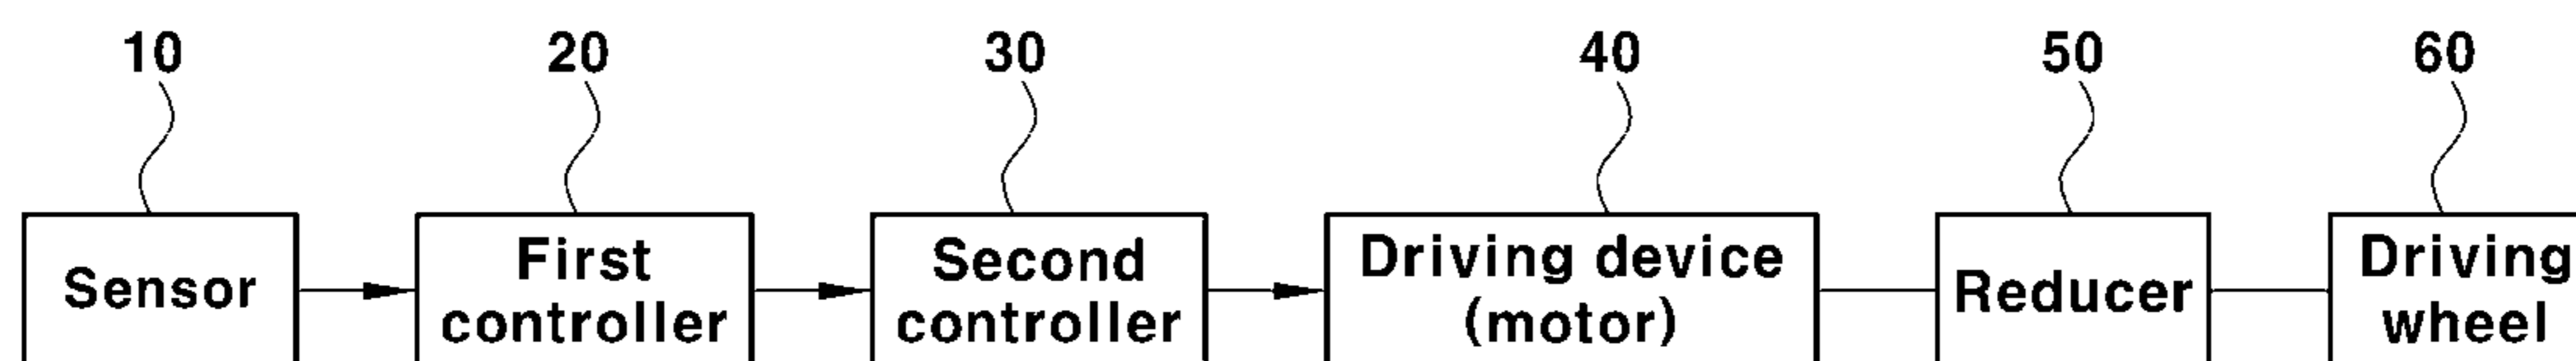 10 20 30 40 50 60
Sensor
First
controller
Second
controller
Driving device
(motor)
Reducer
Driving
wheel